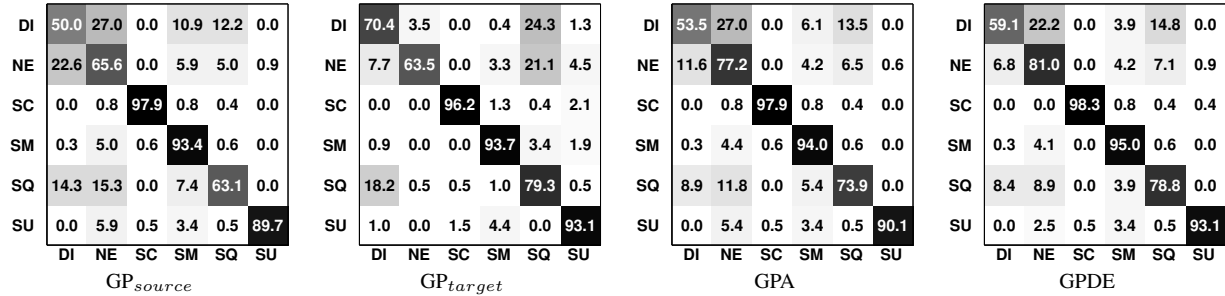 DI 50.0 27.0 0.0 10.9 12.2 0.0
NE 22.6 65.6 0.0 5.9 5.0 0.9
SC 0.0 0.8 97.9 0.8 0.4 0.0
SM 0.3 5.0 0.6 93.4 0.6 0.0
SQ 14.3 15.3 0.0 7.4 63.1 0.0
SU 0.0 5.9 0.5 3.4 0.5 89.7
DI NE SC SM SQ SU
GPsource
DI 70.4 3.5 0.0 0.4 24.3 1.3
NE 7.7 63.5 0.0 3.3 21.1 4.5
SC 0.0 0.0 96.2 1.3 0.4 2.1
SM 0.9 0.0 0.0 93.7 3.4 1.9
SQ 18.2 0.5 0.5 1.0 79.3 0.5
SU 1.0 0.0 1.5 4.4 0.0 93.1
DI NE SC SM SQ SU
GPtarget
DI 53.5 27.0 0.0 6.1 13.5 0.0
NE 11.6 77.2 0.0 4.2 6.5 0.6
SC 0.0 0.8 97.9 0.8 0.4 0.0
SM 0.3 4.4 0.6 94.0 0.6 0.0
SQ 8.9 11.8 0.0 5.4 73.9 0.0
SU 0.0 5.4 0.5 3.4 0.5 90.1
DI NE SC SM SQ SU
GPA
DI 59.1 22.2 0.0 3.9 14.8 0.0
NE 6.8 81.0 0.0 4.2 7.1 0.9
SC 0.0 0.0 98.3 0.8 0.4 0.4
SM 0.3 4.1 0.0 95.0 0.6 0.0
SQ 8.4 8.9 0.0 3.9 78.8 0.0
SU 0.0 2.5 0.5 3.4 0.5 93.1
DI NE SC SM SQ SU
GPDE